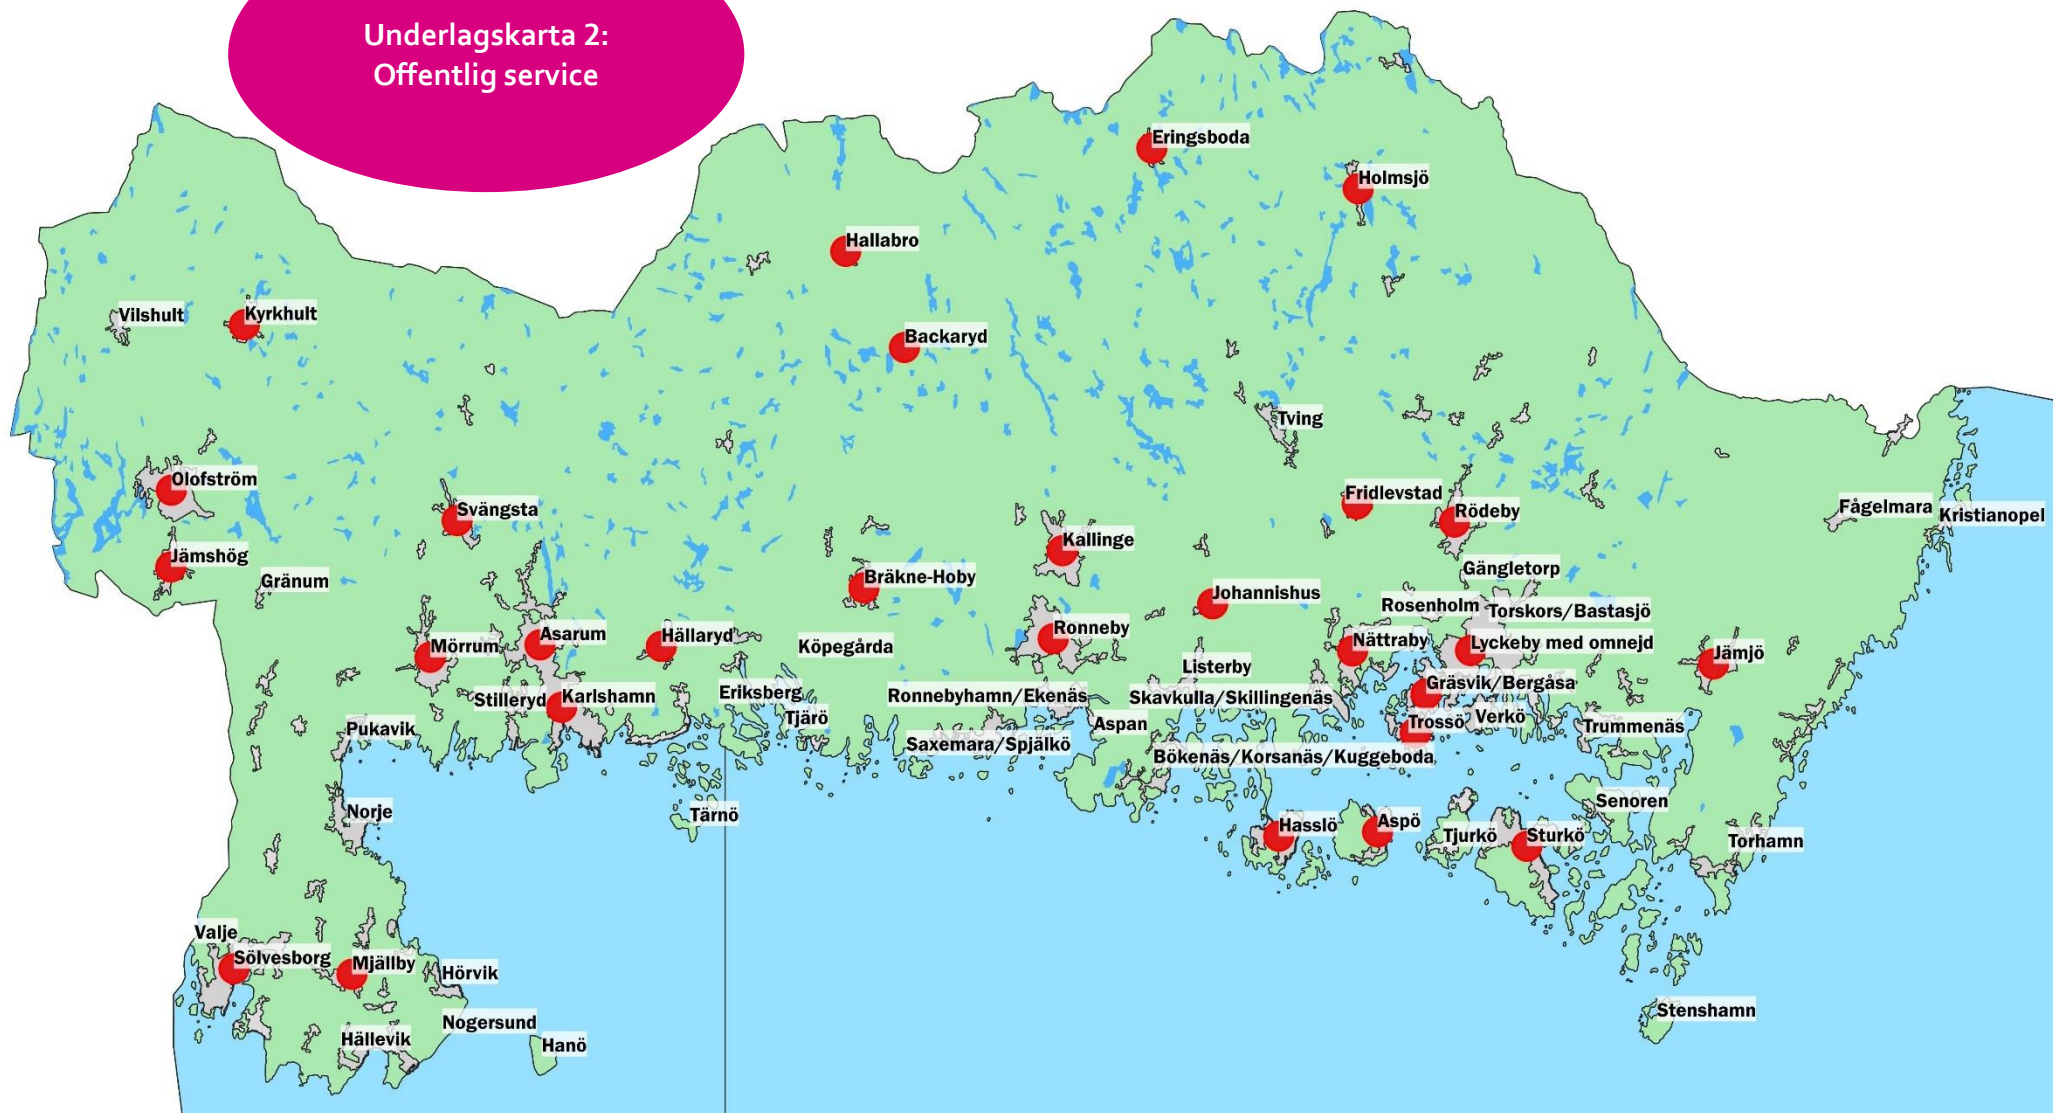 Underlagskarta 2:
Offentlig service
Eringsboda
Holmsjö
Hallabro
Vilshult
Kyrkhult
Backaryd
Tving
Olofström
Svängsta
Fridlevstad
Rödeby
Fågelmara
Kristianopel
Kallinge
Jämshög
Gränum
Bräkne-Hoby
Gängletorp
Johannishus
Rosenholm
Torskors/Bastasjö
Mörrum
Asarum
Hällaryd
Köpegårda
Ronneby
Nättraby
Lyckeby med omnejd
Jämjö
Listerby
Stilleryd
Karlshamn
Eriksberg
Ronnebyhamn/Ekenäs
Skavkulla/Skillingenäs
Gräsvik/Bergåsa
Pukavik
Tjärö
Aspan
Trossö
Verkö
Trummenäs
Saxemara/Spjälkö
Bökenäs/Korsanäs/Kuggeboda
Norje
Tärnö
Senoren
Hasslö
Aspö
Tjurkö
Sturkö
Torhamn
Valje
Sölvesborg
Mjällby
Hörvik
Nogersund
Stenshamn
Hällevik
Hanö